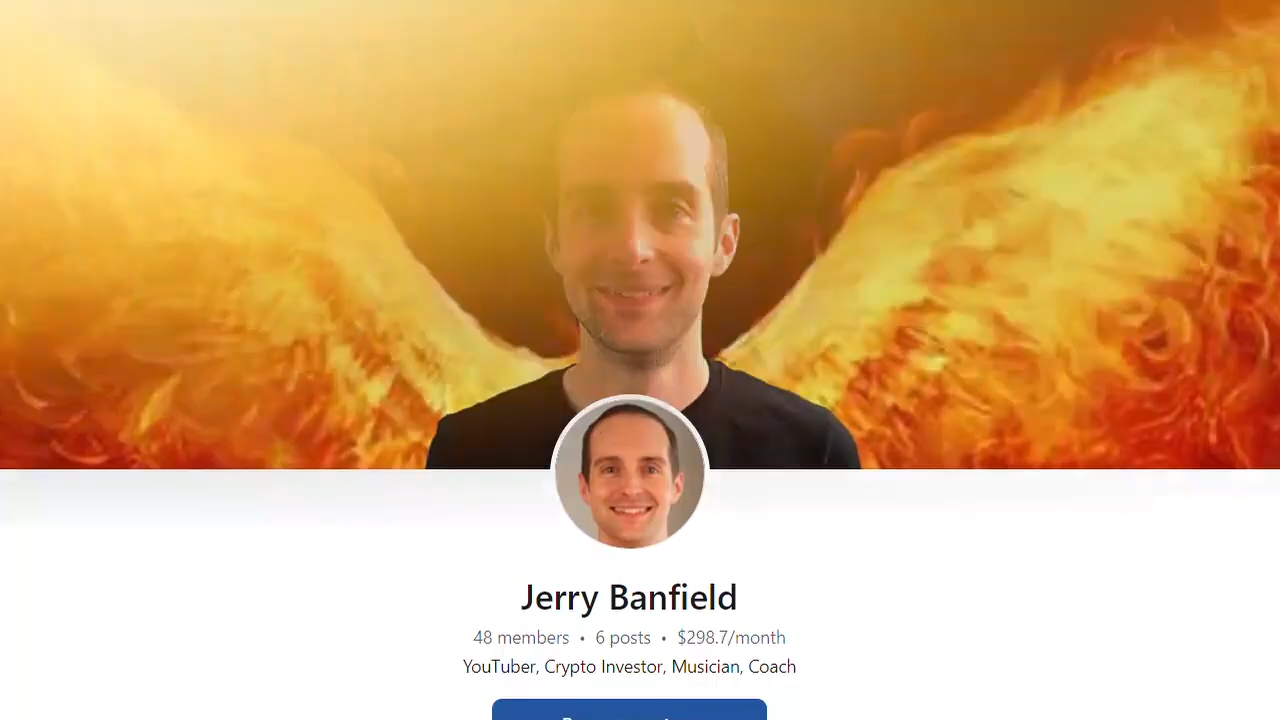 Jerry Banfield
48 members • 6 posts • $298.7/month
YouTuber, Crypto Investor, Musician, Coach